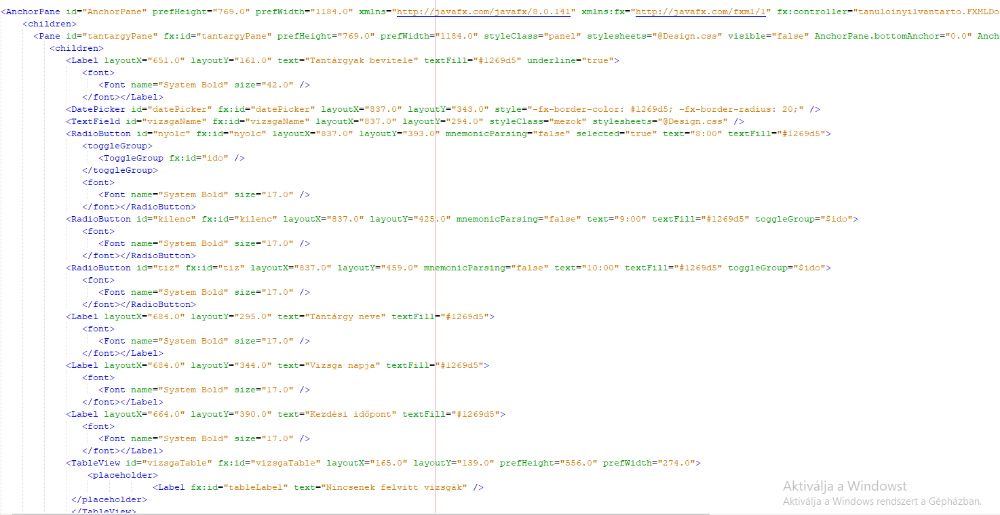 <AnchorPane id="AnchorPane" prefHeight="769.0" prefWidth="1184.0" xmlns="http://javafx.com/javafx/8.0.141" xmlns:fx="http://javafx.com/fxml/1" fx:controller="tanuloinyilvantarto.FXMLDo
<children>
<Pane id="tantargyPane" fx:id="tantargyPane" prefHeight="769.0" prefWidth="1184.0" styleClass="panel" stylesheets="@Design.css" visible="false" AnchorPane.bottomAnchor="0.0" Anch
<children>
<Label layoutX="651.0" layoutY="161.0" text="Tantárgyak bevitele" textFill="#1269d5" underline="true">
<font>
<Font name="System Bold" size="42.0" />
</font></Label>
<DatePicker id="datePicker" fx:id="datePicker" layoutX="837.0" layoutY="343.0" style="-fx-border-color: #1269d5; -fx-border-radius: 20;" />
<TextField id="vizsgaName" fx:id="vizsgaName" layoutX="837.0" layoutY="294.0" styleClass="mezok" stylesheets="@Design.css" />
<RadioButton id="nyolc" fx:id="nyolc" layoutX="837.0" layoutY="393.0" mnemonicParsing="false" selected="true" text="8:00" textFill="#1269d5">
<toggleGroup>
<ToggleGroup fx:id="ido" />
</toggleGroup>
<font>
<Font name="System Bold" size="17.0" />
</font></RadioButton>
<RadioButton id="kilenc" fx:id="kilenc" layoutX="837.0" layoutY="425.0" mnemonicParsing="false" text="9:00" textFill="#1269d5" toggleGroup="$ido">
<font>
<Font name="System Bold" size="17.0" />
</font></RadioButton>
<RadioButton id="tiz" fx:id="tiz" layoutX="837.0" layoutY="459.0" mnemonicParsing="false" text="10:00" textFill="#1269d5" toggleGroup="$ido">
<font>
<Font name="System Bold" size="17.0" />
</font></RadioButton>
<Label layoutX="684.0" layoutY="295.0" text="Tantárgy neve" textFill="#1269d5">
<font>
<Font name="System Bold" size="17.0" />
</font></Label>
<Label layoutX="684.0" layoutY="344.0" text="Vizsga napja" textFill="#1269d5">
<font>
<Font name="System Bold" size="17.0" />
</font></Label>
<Label layoutX="664.0" layoutY="390.0" text="Kezdési időpont" textFill="#1269d5">
<font>
<Font name="System Bold" size="17.0" />
</font></Label>
<TableView id="vizsgaTable" fx:id="vizsgaTable" layoutX="165.0" layoutY="139.0" prefHeight="556.0" prefWidth="274.0">
<placeholder>
<Label fx:id="tableLabel" text="Nincsenek felvitt vizsgák" />
</placeholder>
</TableView>
Aktiválja a Windowst
Aktiválja a Windows rendszert a Gépházban.